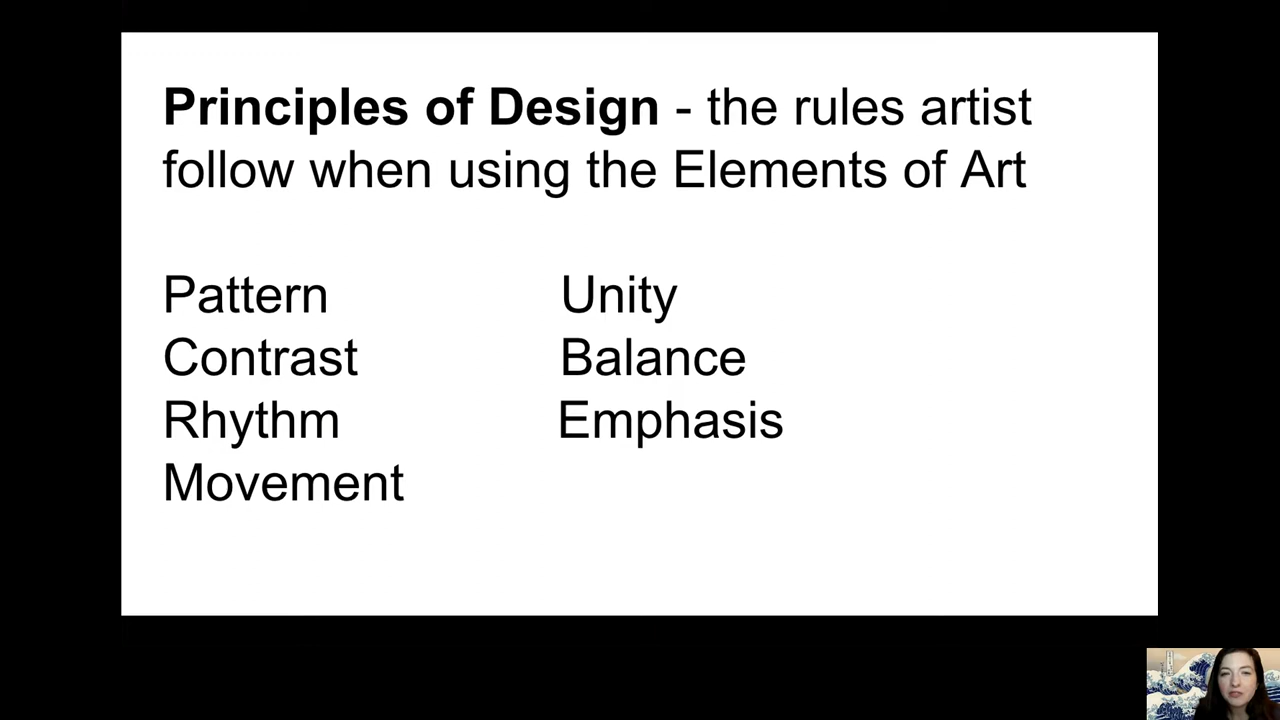 Principles of Design - the rules artist
follow when using the Elements of Art
Pattern Unity
Contrast Balance
Rhythm Emphasis
Movement